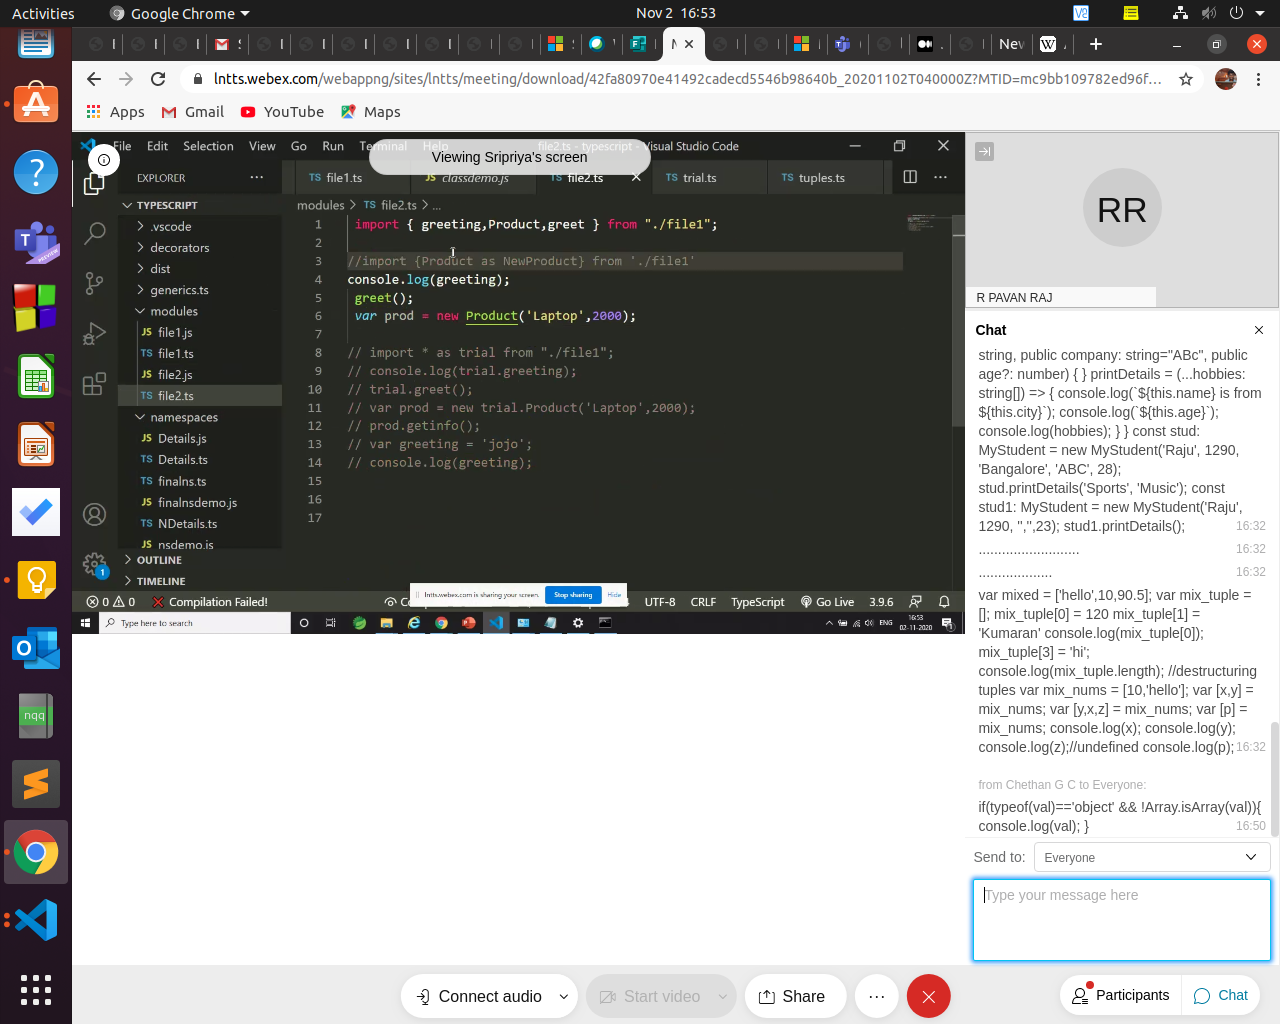 Activities
Google Chrome
Nov 2 16:53
New
lntts.webex.com/webappng/sites/lntts/meeting/download/42fa80970e41492cadecd5546b98640b_20201102T040000Z?MTID=mc9bb109782ed96f...
Apps Gmail YouTube Maps
File Edit Selection View Go Run Terminal Help file2.ts - typescript - Visual Studio Code
Viewing Sripriya's screen
EXPLORER
TS file1.ts JS classdemo.js TS file2.ts TS trial.ts TS tuples.ts
TYPESCRIPT
.vscode
decorators
dist
generics.ts
modules
JS file1.js
TS file1.ts
JS file2.js
TS file2.ts
namespaces
JS Details.js
TS Details.ts
TS finalns.ts
JS finalnsdemo.js
TS NDetails.ts
JS nsdemo.js
OUTLINE
TIMELINE
modules > TS file2.ts > ...
1 import { greeting,Product,greet } from "./file1";
2
3 //import {Product as NewProduct} from './file1'
4 console.log(greeting);
5 greet();
6 var prod = new Product('Laptop',2000);
7
8 // import * as trial from "./file1";
9 // console.log(trial.greeting);
10 // trial.greet();
11 // var prod = new trial.Product('Laptop',2000);
12 // prod.getinfo();
13 // var greeting = 'jojo';
14 // console.log(greeting);
15
16
17
lntts.webex.com is sharing your screen. Stop sharing Hide
0 0 Compilation Failed! UTF-8 CRLF TypeScript Go Live 3.9.6
Type here to search
ENG 16:53
02-11-2020
RR
R PAVAN RAJ
Chat
string, public company: string="ABc", public
age?: number) { } printDetails = (...hobbies:
string[]) => { console.log(`${this.name} is from
${this.city}`); console.log(`${this.age}`);
console.log(hobbies); } } const stud:
MyStudent = new MyStudent('Raju', 1290,
'Bangalore', 'ABC', 28);
stud.printDetails('Sports', 'Music'); const
stud1: MyStudent = new MyStudent('Raju',
1290, '','',23); stud1.printDetails(); 16:32
.......................... 16:32
................... 16:32
var mixed = ['hello',10,90.5]; var mix_tuple =
[]; mix_tuple[0] = 120 mix_tuple[1] =
'Kumaran' console.log(mix_tuple[0]);
mix_tuple[3] = 'hi';
console.log(mix_tuple.length); //destructuring
tuples var mix_nums = [10,'hello']; var [x,y] =
mix_nums; var [y,x,z] = mix_nums; var [p] =
mix_nums; console.log(x); console.log(y);
console.log(z);//undefined console.log(p); 16:32
from Chethan G C to Everyone:
if(typeof(val)=='object' && !Array.isArray(val)){
console.log(val); } 16:50
Send to: Everyone
Type your message here
Connect audio Start video Share
Participants Chat